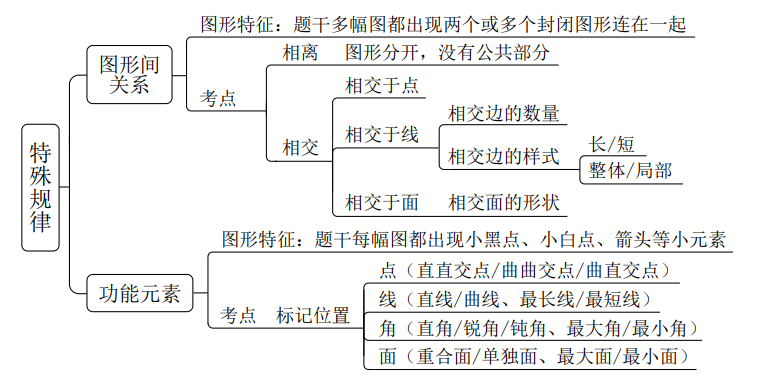 特殊规律
图形间
关系
图形特征：题干多幅图都出现两个或多个封闭图形连在一起
考点
相离 图形分开，没有公共部分
相交
相交于点
相交于线
相交边的数量
相交边的样式
长/短
整体/局部
相交于面 相交面的形状
功能元素
图形特征：题干每幅图都出现小黑点、小白点、箭头等小元素
考点 标记位置
点（直直交点/曲曲交点/曲直交点）
线（直线/曲线、最长线/最短线）
角（直角/锐角/钝角、最大角/最小角）
面（重合面/单独面、最大面/最小面）